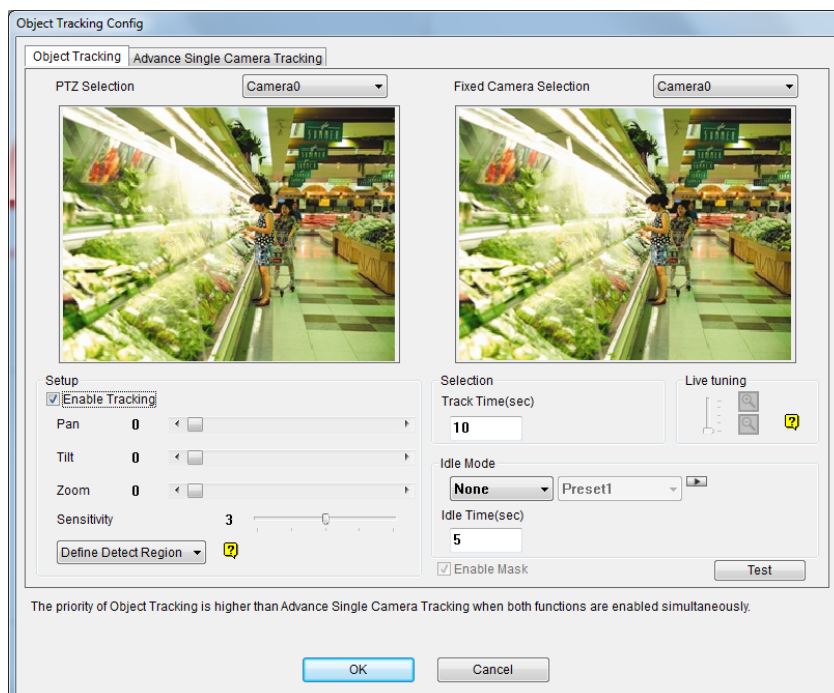 Object Tracking Config
Object Tracking
Advance Single Camera Tracking
PTZ Selection
Camera0
Fixed Camera Selection
Camera0
SUMMER
SUMMER
Setup
Enable Tracking
Pan 0
Tilt 0
Zoom 0
Sensitivity 3
Define Detect Region
?
Selection
Track Time(sec)
10
Live tuning
?
Idle Mode
None
Preset1
Idle Time(sec)
5
Enable Mask
Test
The priority of Object Tracking is higher than Advance Single Camera Tracking when both functions are enabled simultaneously.
OK
Cancel